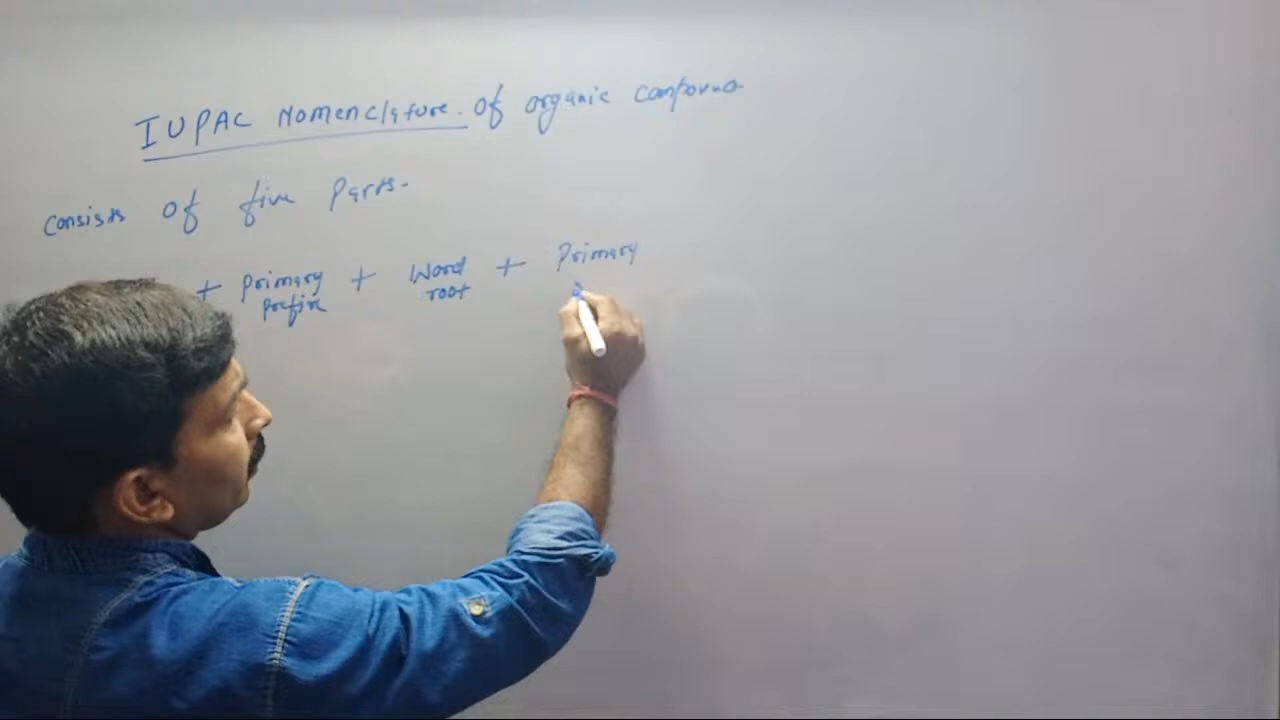 IUPAC Nomenclature of organic compound
consists of five parts.
+ Primary + Word + Primary
prefix root